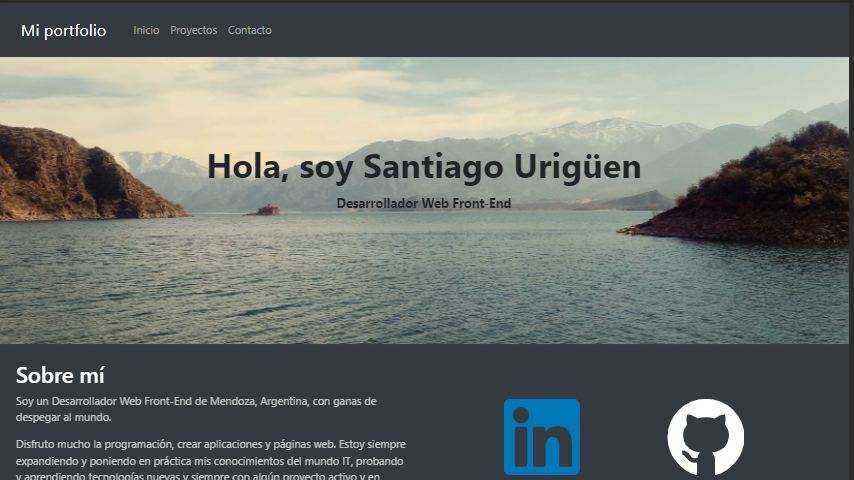 Mi portfolio Inicio Proyectos Contacto
Hola, soy Santiago Urigüen
Desarrollador Web Front-End
Sobre mí
Soy un Desarrollador Web Front-End de Mendoza, Argentina, con ganas de
despegar al mundo.
Disfruto mucho la programación, crear aplicaciones y páginas web. Estoy siempre
expandiendo y poniendo en práctica mis conocimientos del mundo IT, probando
y aprendiendo tecnologías nuevas y siempre con algún proyecto activo y en
in